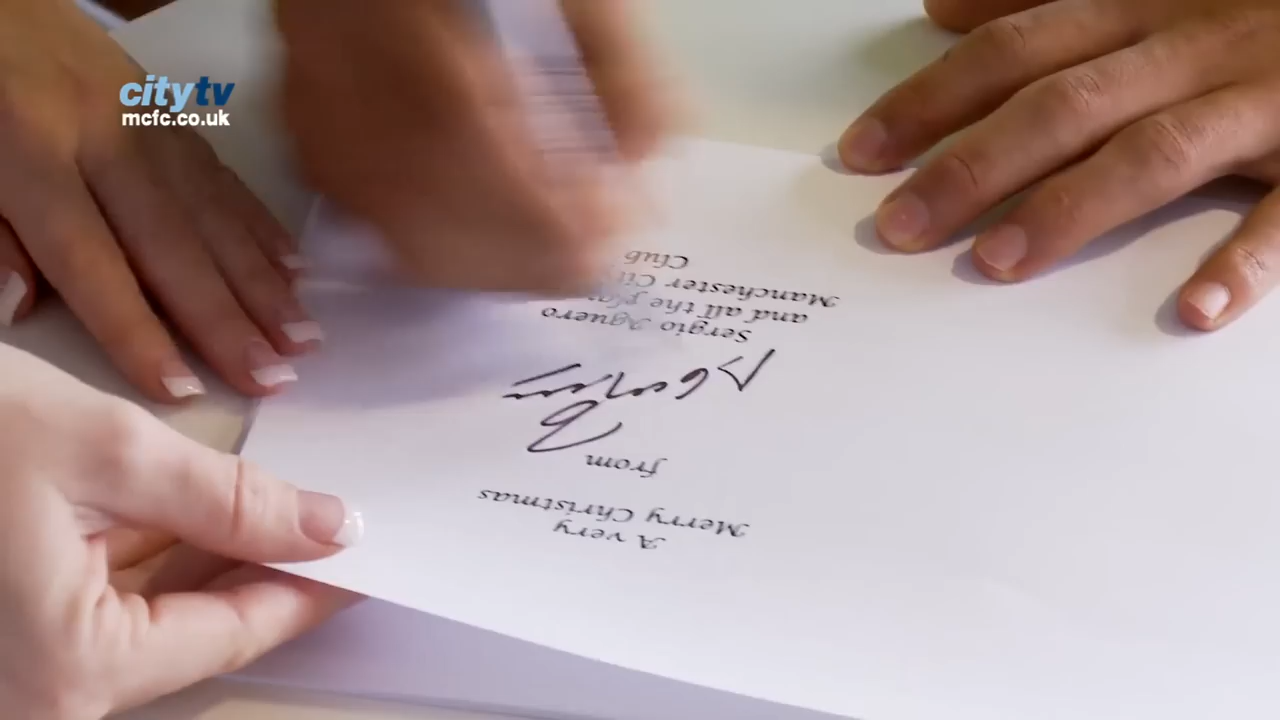 citytv
mcfc.co.uk
A very
Merry Christmas
from
Sergio Aguero
and all the
Manchester
Club